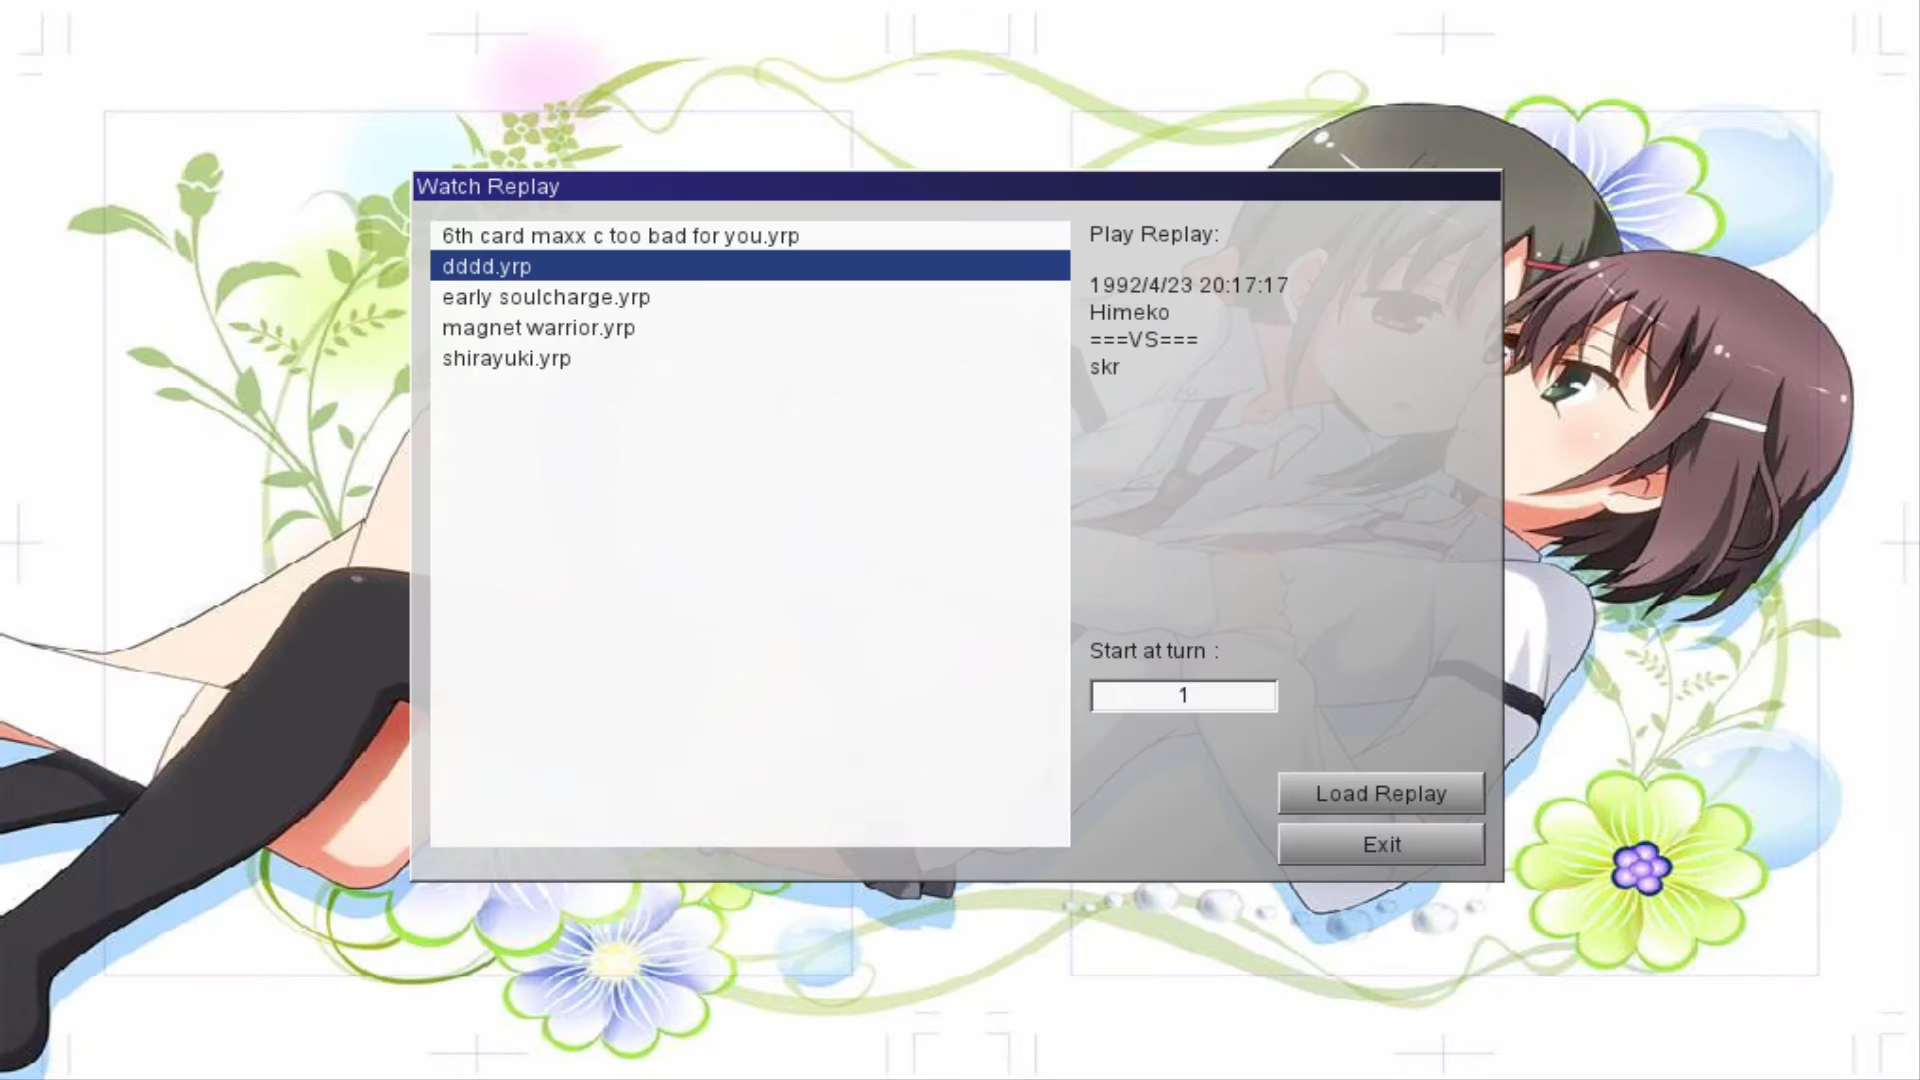 Watch Replay
6th card maxx c too bad for you.yrp
dddd.yrp
early soulcharge.yrp
magnet warrior.yrp
shirayuki.yrp
Play Replay:
1992/4/23 20:17:17
Himeko
===VS===
skr
Start at turn :
1
Load Replay
Exit